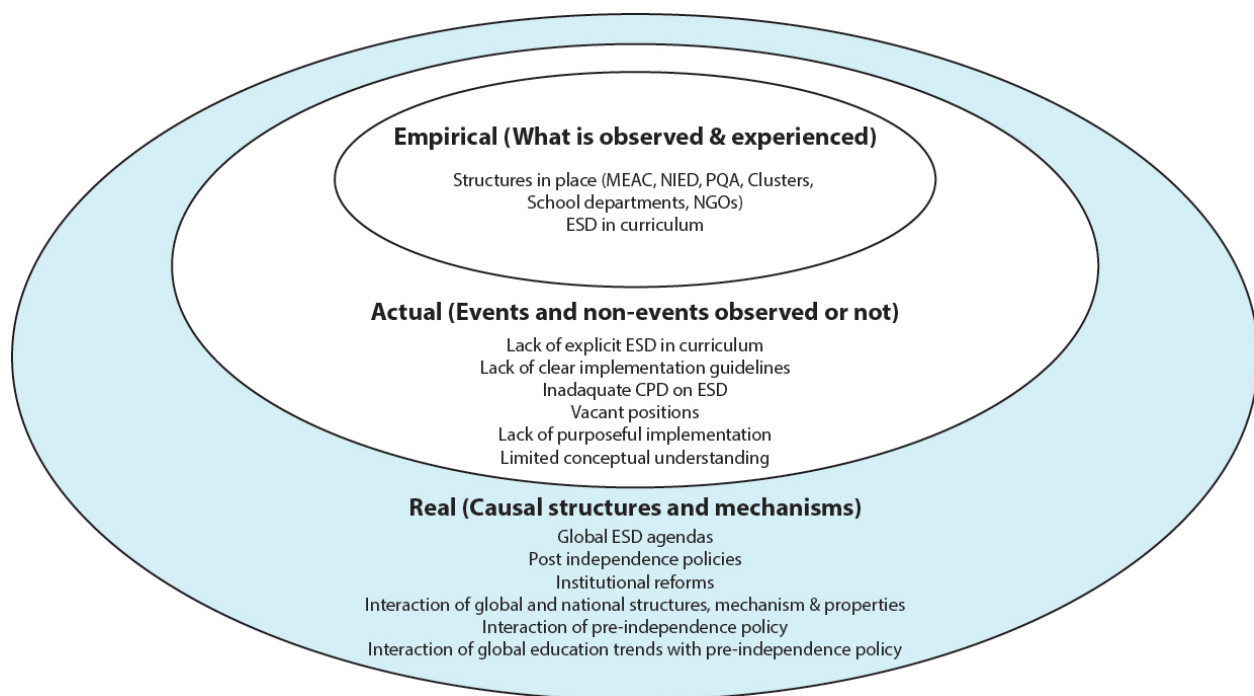 Empirical (What is observed & experienced)
Structures in place (MEAC, NIED, PQA, Clusters,
School departments, NGOs)
ESD in curriculum
Actual (Events and non-events observed or not)
Lack of explicit ESD in curriculum
Lack of clear implementation guidelines
Inadaquate CPD on ESD
Vacant positions
Lack of purposeful implementation
Limited conceptual understanding
Real (Causal structures and mechanisms)
Global ESD agendas
Post independence policies
Institutional reforms
Interaction of global and national structures, mechanism & properties
Interaction of pre-independence policy
Interaction of global education trends with pre-independence policy